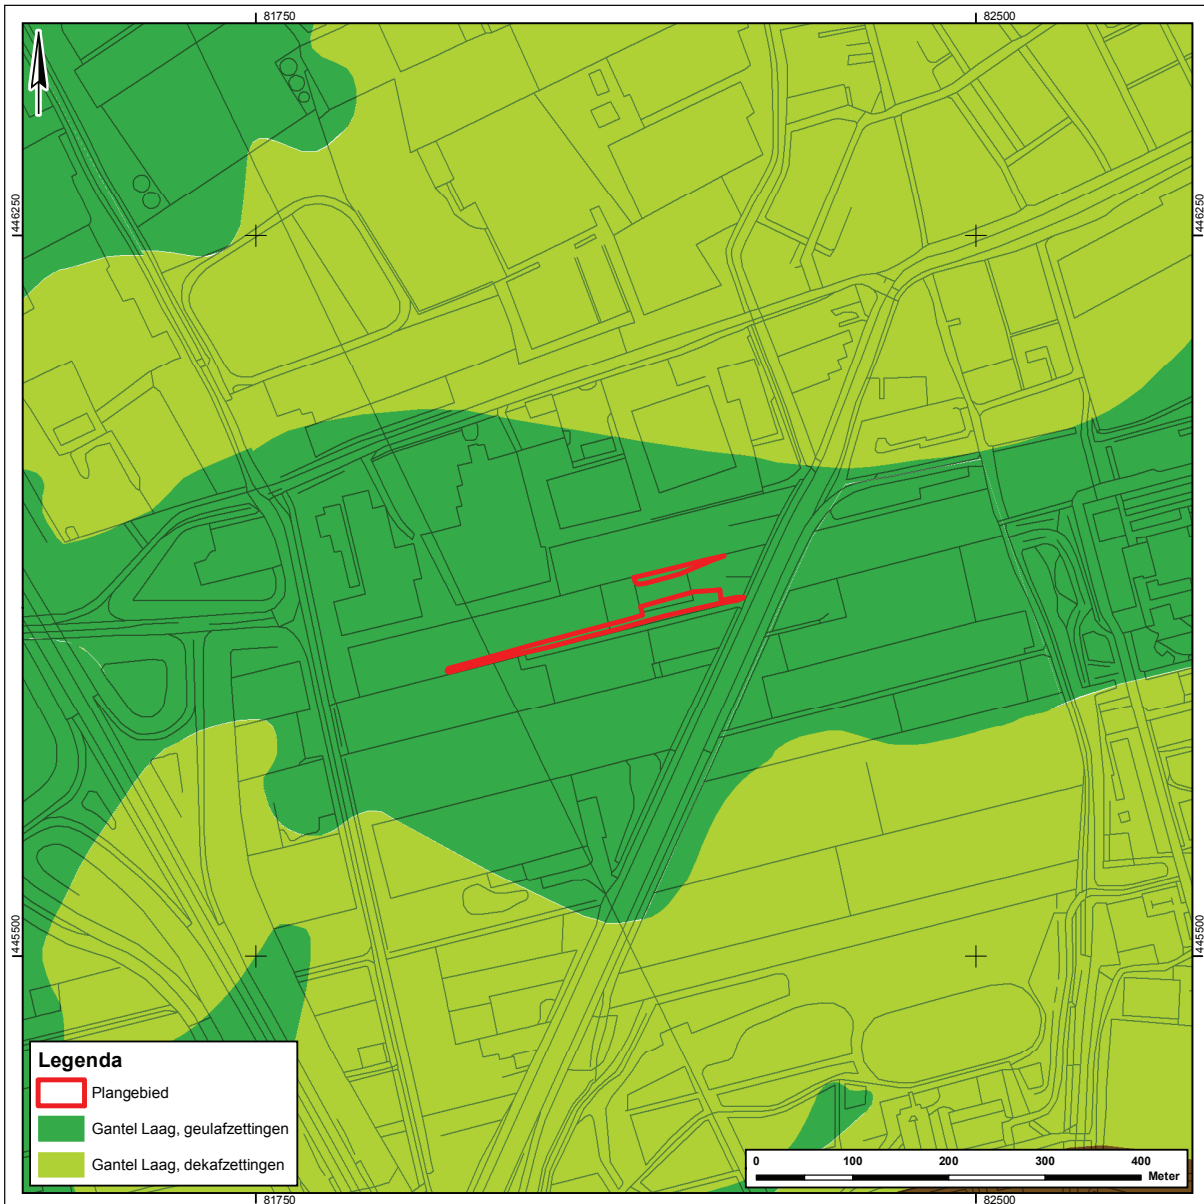 81750
82500
446250
446250
445500
445500
Legenda
Plangebied
Gantel Laag, geulafzettingen
Gantel Laag, dekafzettingen
0 100 200 300 400
Meter
81750
82500